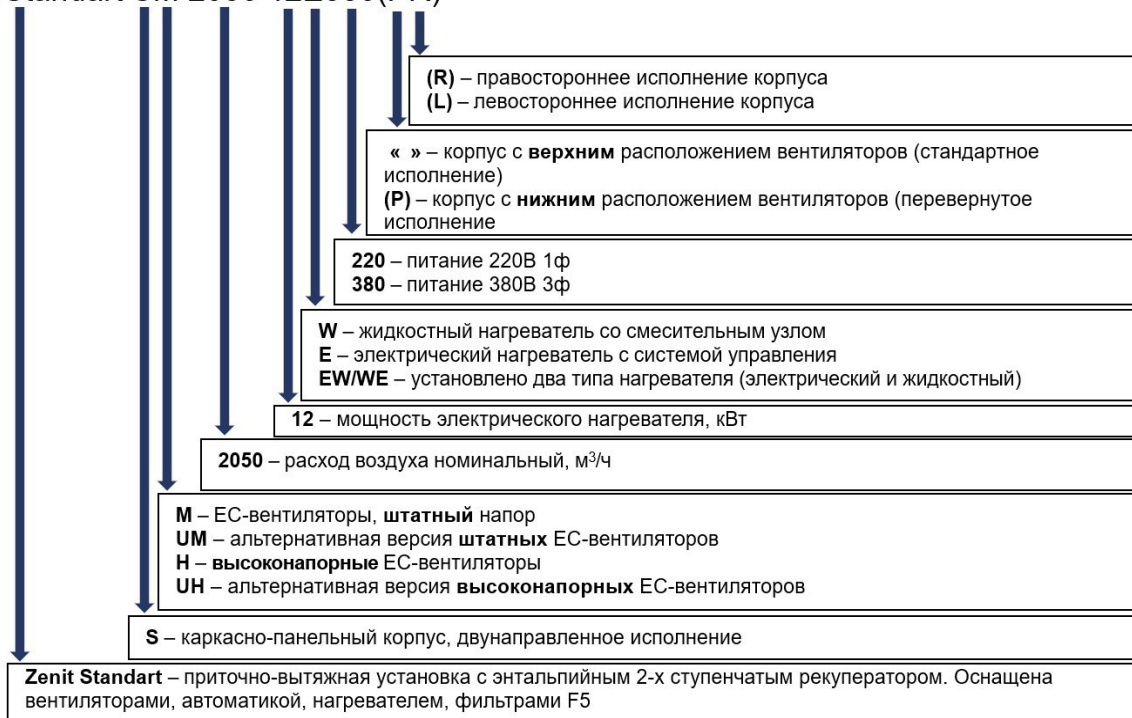 (R) – правостороннее исполнение корпуса
(L) – левостороннее исполнение корпуса
« » – корпус с верхним расположением вентиляторов (стандартное
исполнение)
(P) – корпус с нижним расположением вентиляторов (перевернутое
исполнение
220 – питание 220В 1ф
380 – питание 380В 3ф
W – жидкостный нагреватель со смесительным узлом
E – электрический нагреватель с системой управления
EW/WE – установлено два типа нагревателя (электрический и жидкостный)
12 – мощность электрического нагревателя, кВт
2050 – расход воздуха номинальный, м³/ч
M – ЕС-вентиляторы, штатный напор
UM – альтернативная версия штатных ЕС-вентиляторов
H – высоконапорные ЕС-вентиляторы
UH – альтернативная версия высоконапорных ЕС-вентиляторов
S – каркасно-панельный корпус, двунаправленное исполнение
Zenit Standart – приточно-вытяжная установка с энтальпийным 2-х ступенчатым рекуператором. Оснащена
вентиляторами, автоматикой, нагревателем, фильтрами F5